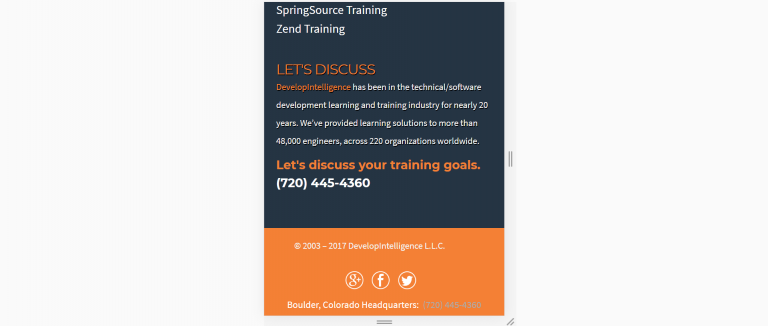 SpringSource Training
Zend Training
LET'S DISCUSS
DevelopIntelligence has been in the technical/software
development learning and training industry for nearly 20
years. We've provided learning solutions to more than
48,000 engineers, across 220 organizations worldwide.
Let's discuss your training goals.
(720) 445-4360
© 2003 – 2017 DevelopIntelligence L.L.C.
Boulder, Colorado Headquarters: (720) 445-4360